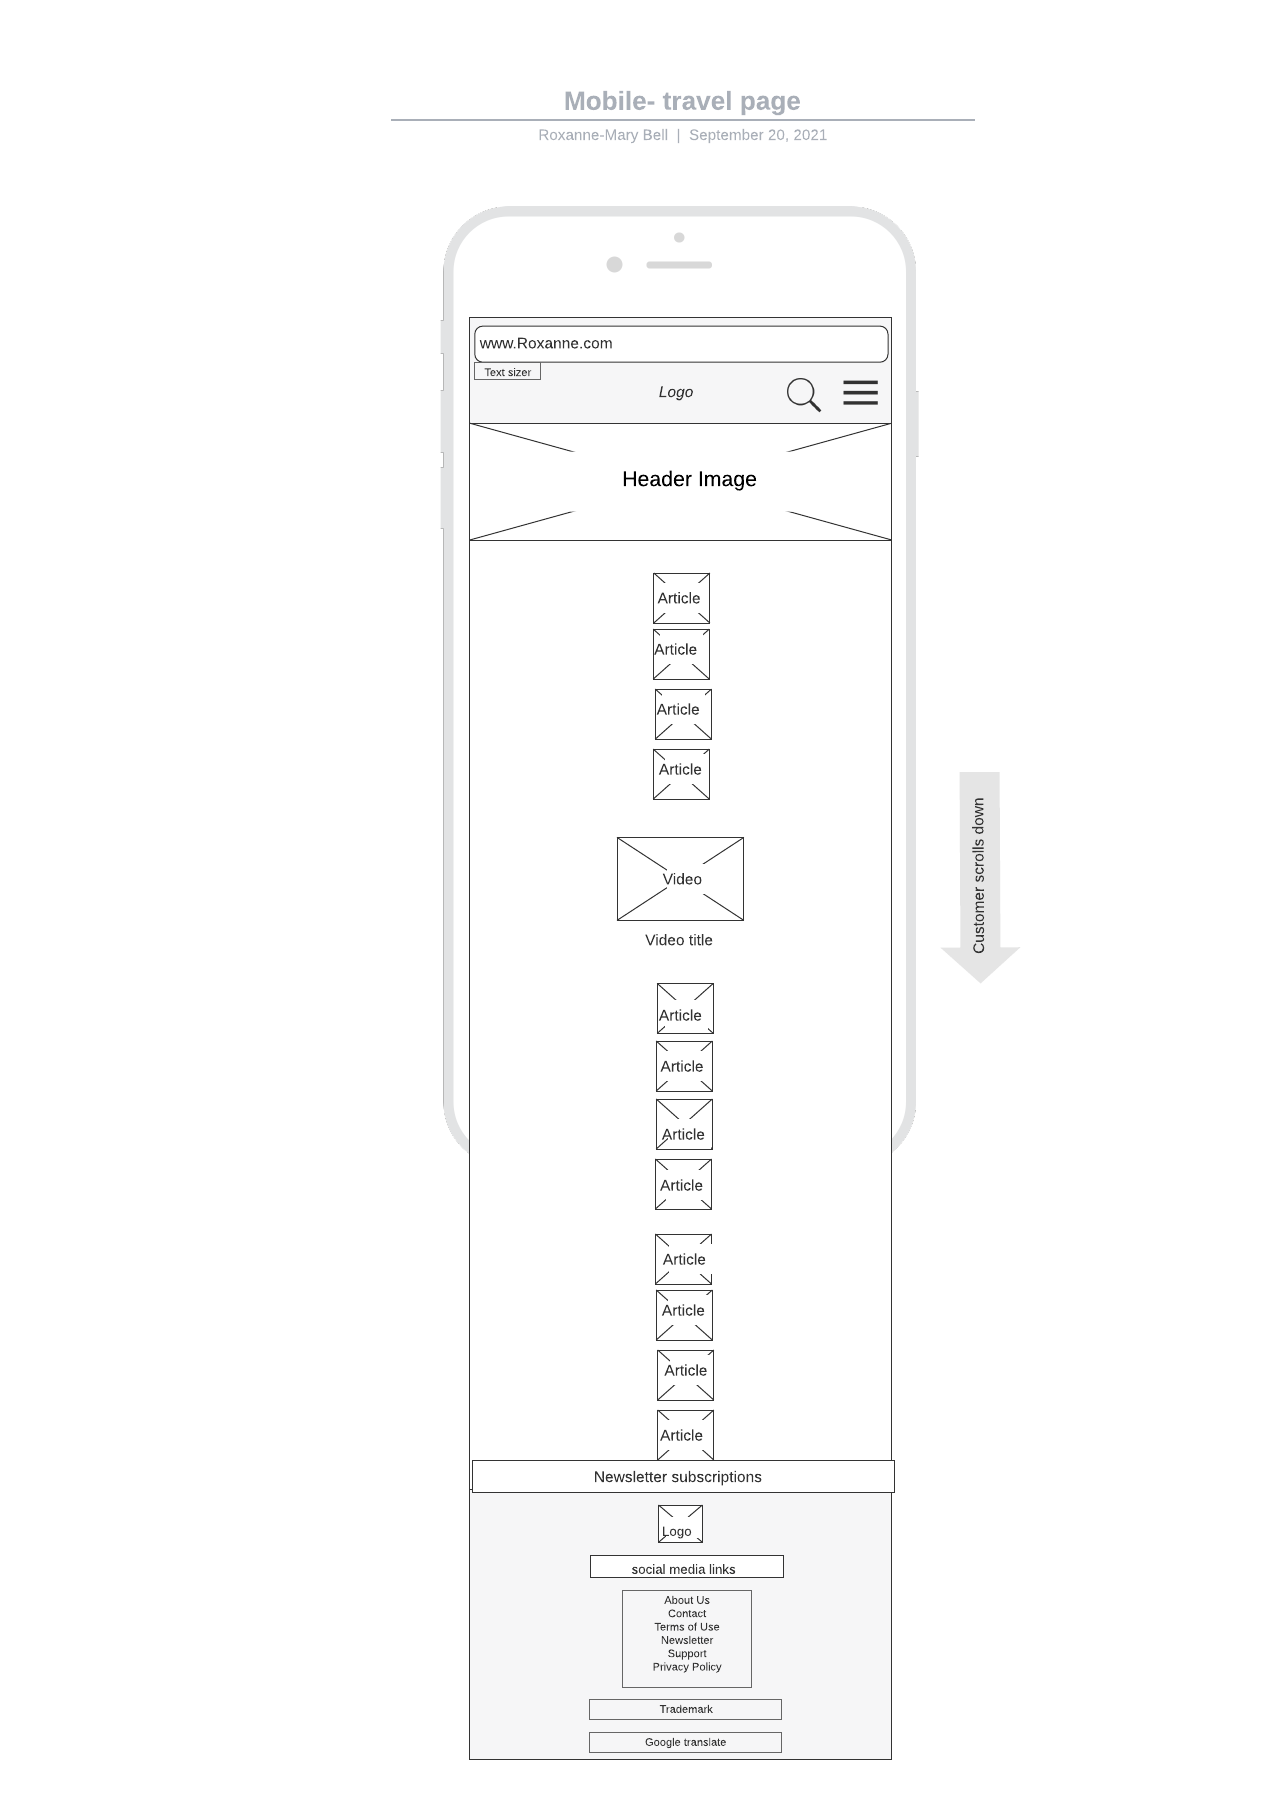 Mobile- travel page
Roxanne-Mary Bell | September 20, 2021
www.Roxanne.com
Text sizer
Logo
Header Image
Article
Article
Article
Article
Video
Video title
Customer scrolls down
Article
Article
Article
Article
Article
Article
Article
Article
Newsletter subscriptions
Logo
social media links
About Us
Contact
Terms of Use
Newsletter
Support
Privacy Policy
Trademark
Google translate